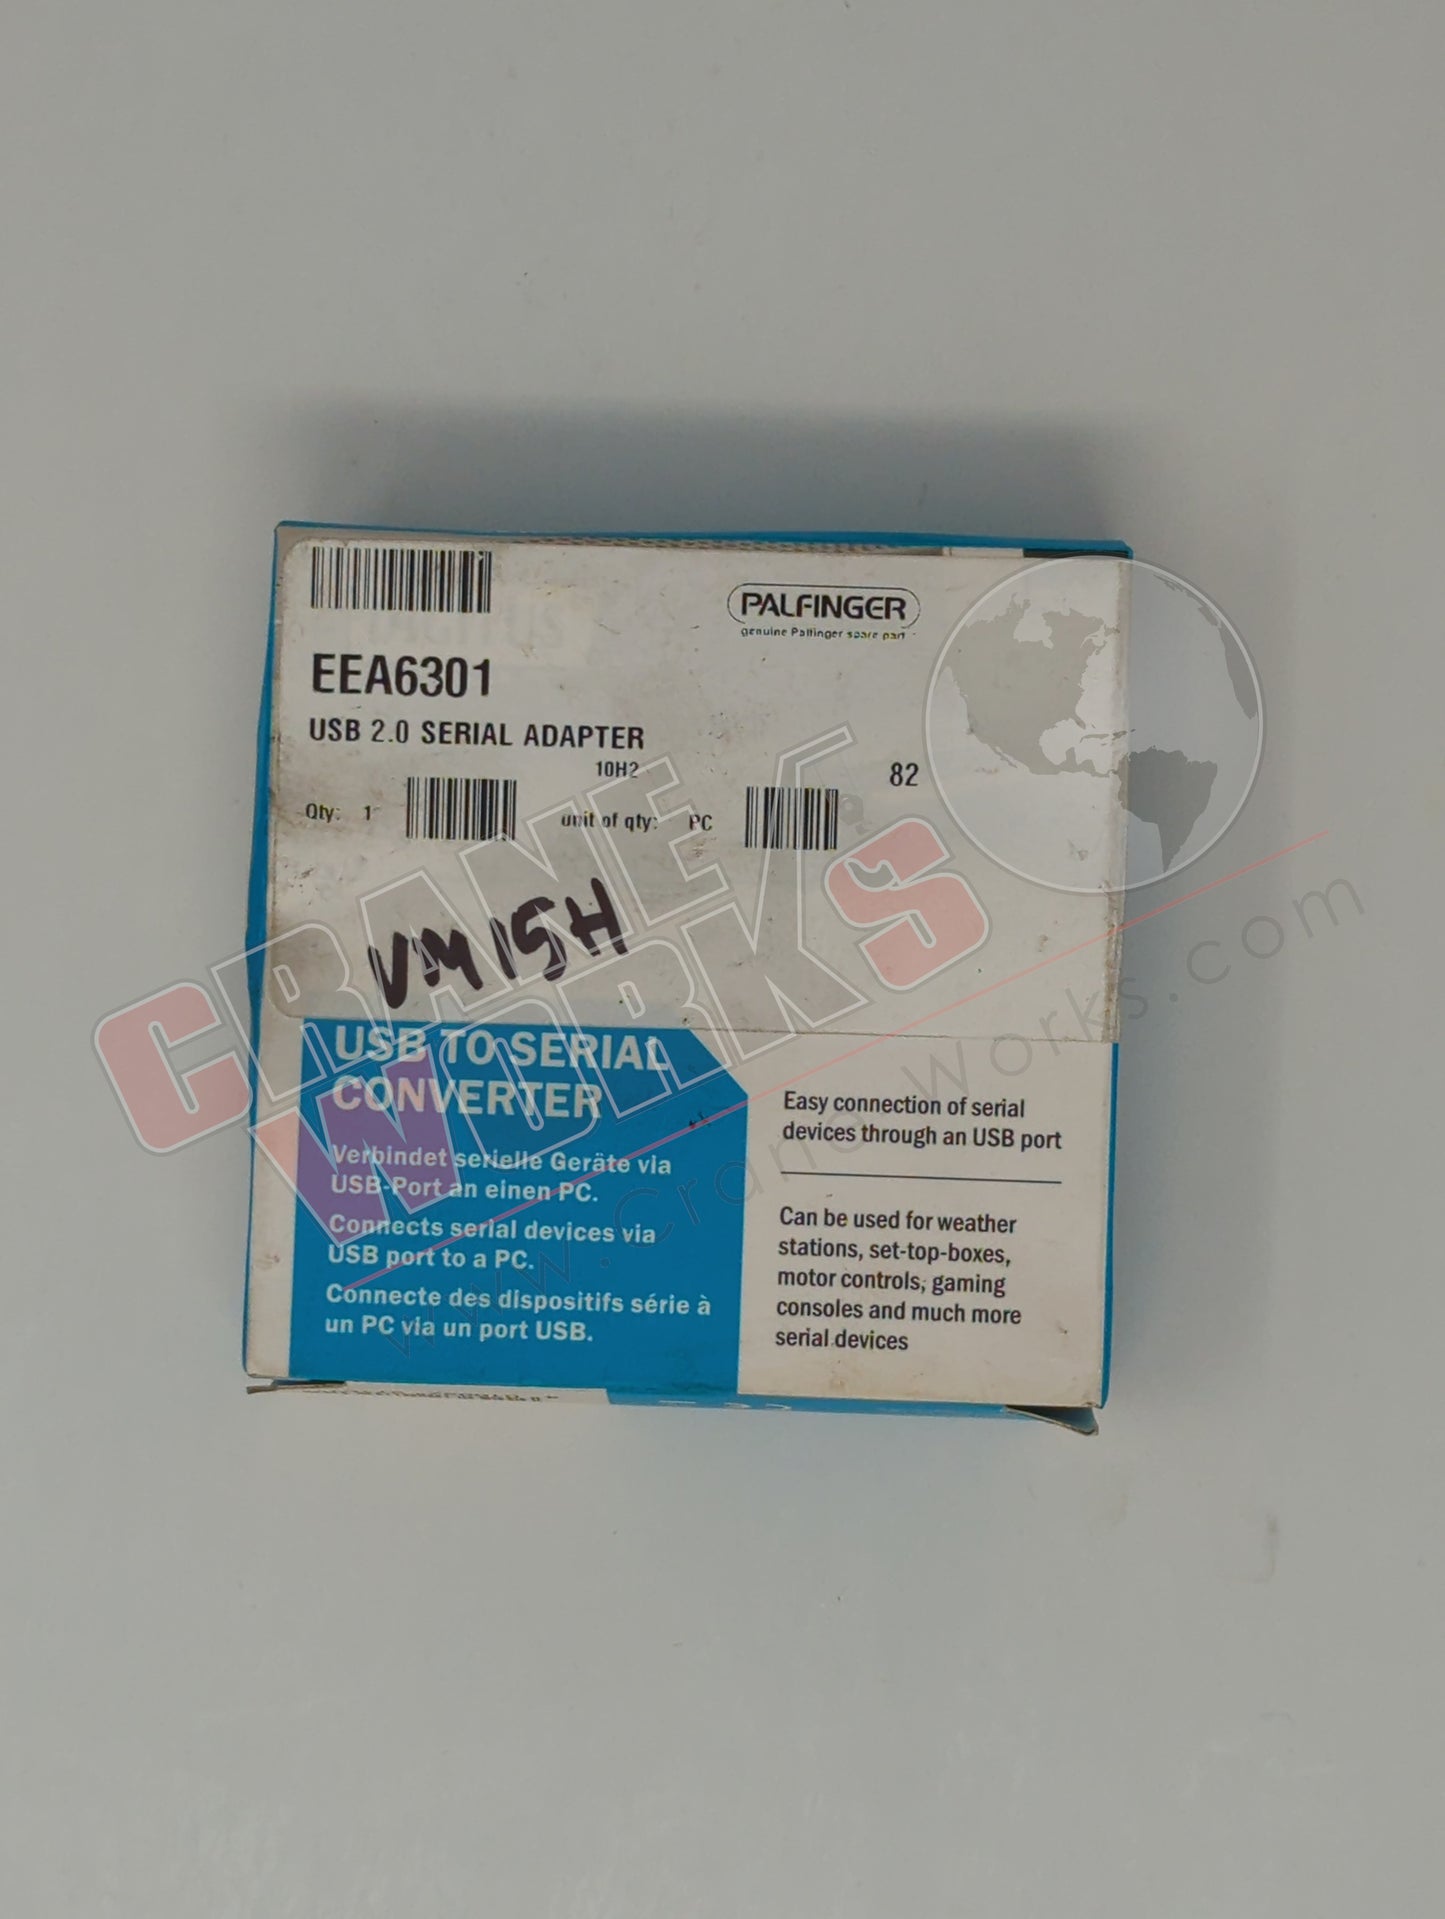 PALFINGER
genuine Palfinger spare part
EEA6301
USB 2.0 SERIAL ADAPTER
10H2
82
Qty: 1
unit of qty: PC
VM15H
CRANE
WORKS
www.CraneWorks.com
USB TO SERIAL
CONVERTER
Verbindet serielle Geräte via
USB-Port an einen PC.
Connects serial devices via
USB port to a PC.
Connecte des dispositifs série à
un PC via un port USB.
Easy connection of serial
devices through an USB port
Can be used for weather
stations, set-top-boxes,
motor controls, gaming
consoles and much more
serial devices